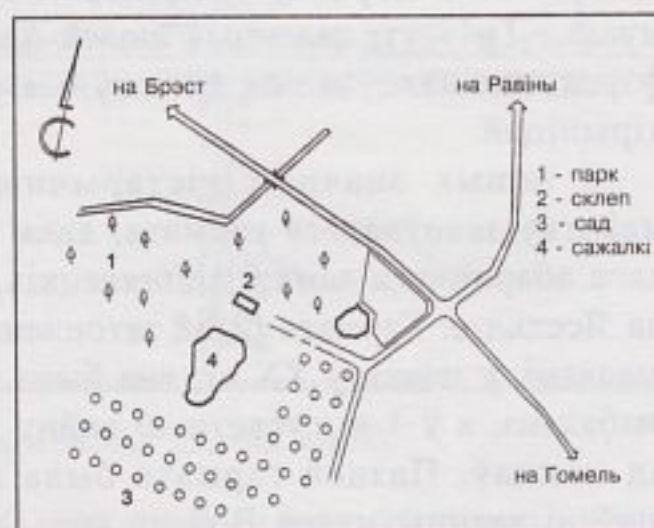 на Брэст
на Равіны
С
1 - парк
2 - склеп
3 - сад
4 - сажалкі
1
2
4
3
на Гомель